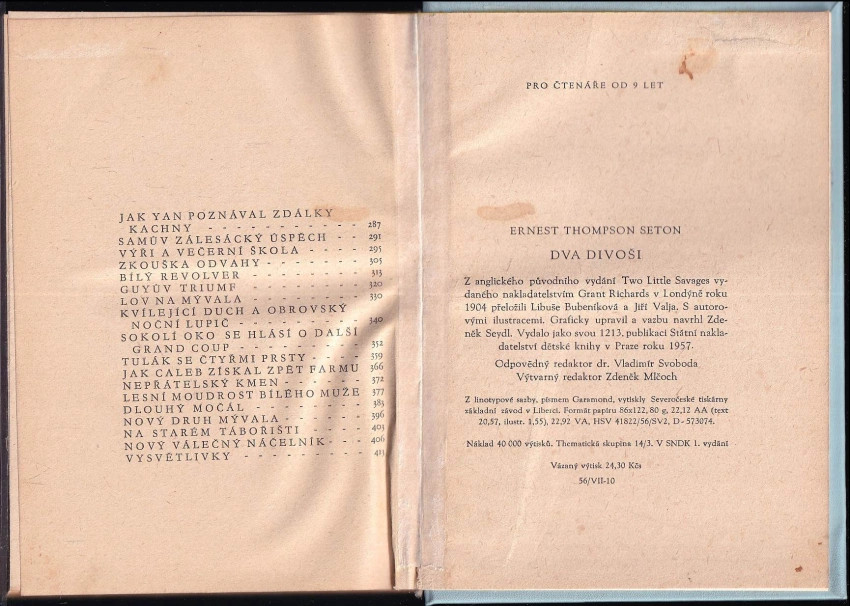 JAK YAN POZNÁVAL ZDÁLKY
KACHNY - - - - - - - - - - 287
SAMŮV ZÁLESÁCKÝ ÚSPĚCH - - 291
VÝŘI A VEČERNÍ ŠKOLA - - - - 295
ZKOUŠKA ODVAHY - - - - - - 303
BÍLÝ REVOLVER - - - - - - - 313
GUYŮV TRIUMF - - - - - - - 320
LOV NA MÝVALA - - - - - - - 330
KVÍLEJÍCÍ DUCH A OBROVSKÝ
NOČNÍ LUPIČ - - - - - - - - 340
SOKOLÍ OKO SE HLÁSÍ O DALŠÍ
GRAND COUP - - - - - - - - 352
TULÁK SE ČTYŘMI PRSTY - - - - 359
JAK CALEB ZÍSKAL ZPĚT FARMU 366
NEPŘÁTELSKÝ KMEN - - - - - - 372
LESNÍ MOUDROST BÍLÉHO MUŽE 377
DLOUHÝ MOČÁL - - - - - - - 383
NOVÝ DRUH MÝVALA - - - - - 396
NA STARÉM TÁBOŘIŠTI - - - - - 403
NOVÝ VÁLEČNÝ NÁČELNÍK - - - 406
VYSVĚTLIVKY - - - - - - - - - 413
PRO ČTENÁŘE OD 9 LET
ERNEST THOMPSON SETON
DVA DIVOŠI
Z anglického původního vydání Two Little Savages vy-
daného nakladatelstvím Grant Richards v Londýně roku
1904 přeložili Libuše Bubeníková a Jiří Valja. S autoro-
vými ilustracemi. Graficky upravil a vazbu navrhl Zde-
něk Seydl. Vydalo jako svou 1213. publikaci Státní nakla-
datelství dětské knihy v Praze roku 1957.
Odpovědný redaktor dr. Vladimír Svoboda
Výtvarný redaktor Zdeněk Mlčoch
Z linotypové sazby, písmem Garamond, vytiskly Severočeské tiskárny
základní závod v Liberci. Formát papíru 86x122, 80 g, 22,12 AA (text
20,57, ilustr. 1,55), 22,92 VA, HSV 41822/56/SV2, D-573074.
Náklad 40 000 výtisků. Thematická skupina 14/3. V SNDK 1. vydání
Vázaný výtisk 24,30 Kčs
56/VII-10